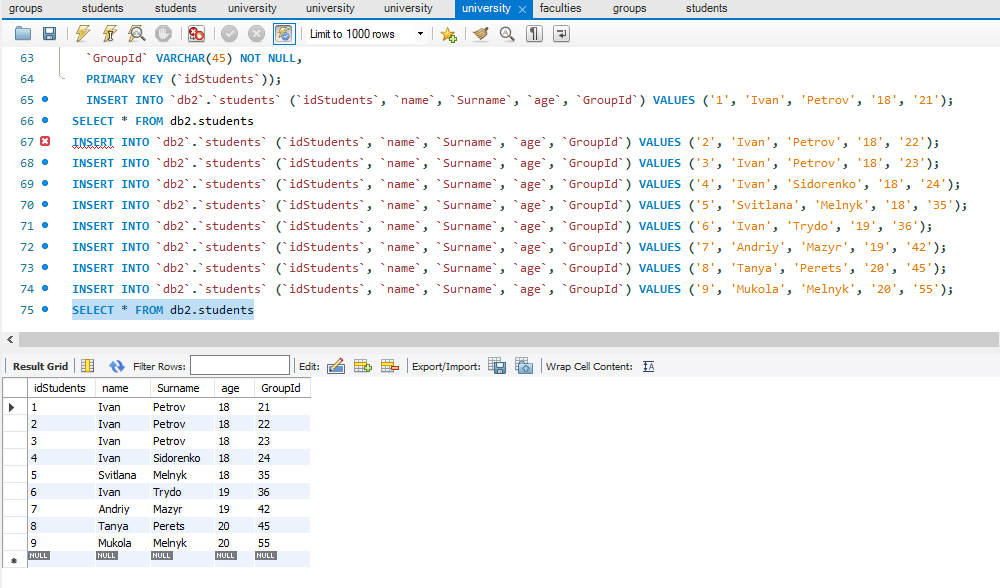 groups students students university university university university faculties groups students
Limit to 1000 rows
63 `GroupId` VARCHAR(45) NOT NULL,
64 PRIMARY KEY (`idStudents`));
65 INSERT INTO `db2`.`students` (`idStudents`, `name`, `Surname`, `age`, `GroupId`) VALUES ('1', 'Ivan', 'Petrov', '18', '21');
66 SELECT * FROM db2.students
67 INSERT INTO `db2`.`students` (`idStudents`, `name`, `Surname`, `age`, `GroupId`) VALUES ('2', 'Ivan', 'Petrov', '18', '22');
68 INSERT INTO `db2`.`students` (`idStudents`, `name`, `Surname`, `age`, `GroupId`) VALUES ('3', 'Ivan', 'Petrov', '18', '23');
69 INSERT INTO `db2`.`students` (`idStudents`, `name`, `Surname`, `age`, `GroupId`) VALUES ('4', 'Ivan', 'Sidorenko', '18', '24');
70 INSERT INTO `db2`.`students` (`idStudents`, `name`, `Surname`, `age`, `GroupId`) VALUES ('5', 'Svitlana', 'Melnyk', '18', '35');
71 INSERT INTO `db2`.`students` (`idStudents`, `name`, `Surname`, `age`, `GroupId`) VALUES ('6', 'Ivan', 'Trydo', '19', '36');
72 INSERT INTO `db2`.`students` (`idStudents`, `name`, `Surname`, `age`, `GroupId`) VALUES ('7', 'Andriy', 'Mazyr', '19', '42');
73 INSERT INTO `db2`.`students` (`idStudents`, `name`, `Surname`, `age`, `GroupId`) VALUES ('8', 'Tanya', 'Perets', '20', '45');
74 INSERT INTO `db2`.`students` (`idStudents`, `name`, `Surname`, `age`, `GroupId`) VALUES ('9', 'Mukola', 'Melnyk', '20', '55');
75 SELECT * FROM db2.students
Result Grid Filter Rows: Edit: Export/Import: Wrap Cell Content:
idStudents name Surname age GroupId
1 Ivan Petrov 18 21
2 Ivan Petrov 18 22
3 Ivan Petrov 18 23
4 Ivan Sidorenko 18 24
5 Svitlana Melnyk 18 35
6 Ivan Trydo 19 36
7 Andriy Mazyr 19 42
8 Tanya Perets 20 45
9 Mukola Melnyk 20 55
NULL NULL NULL NULL NULL